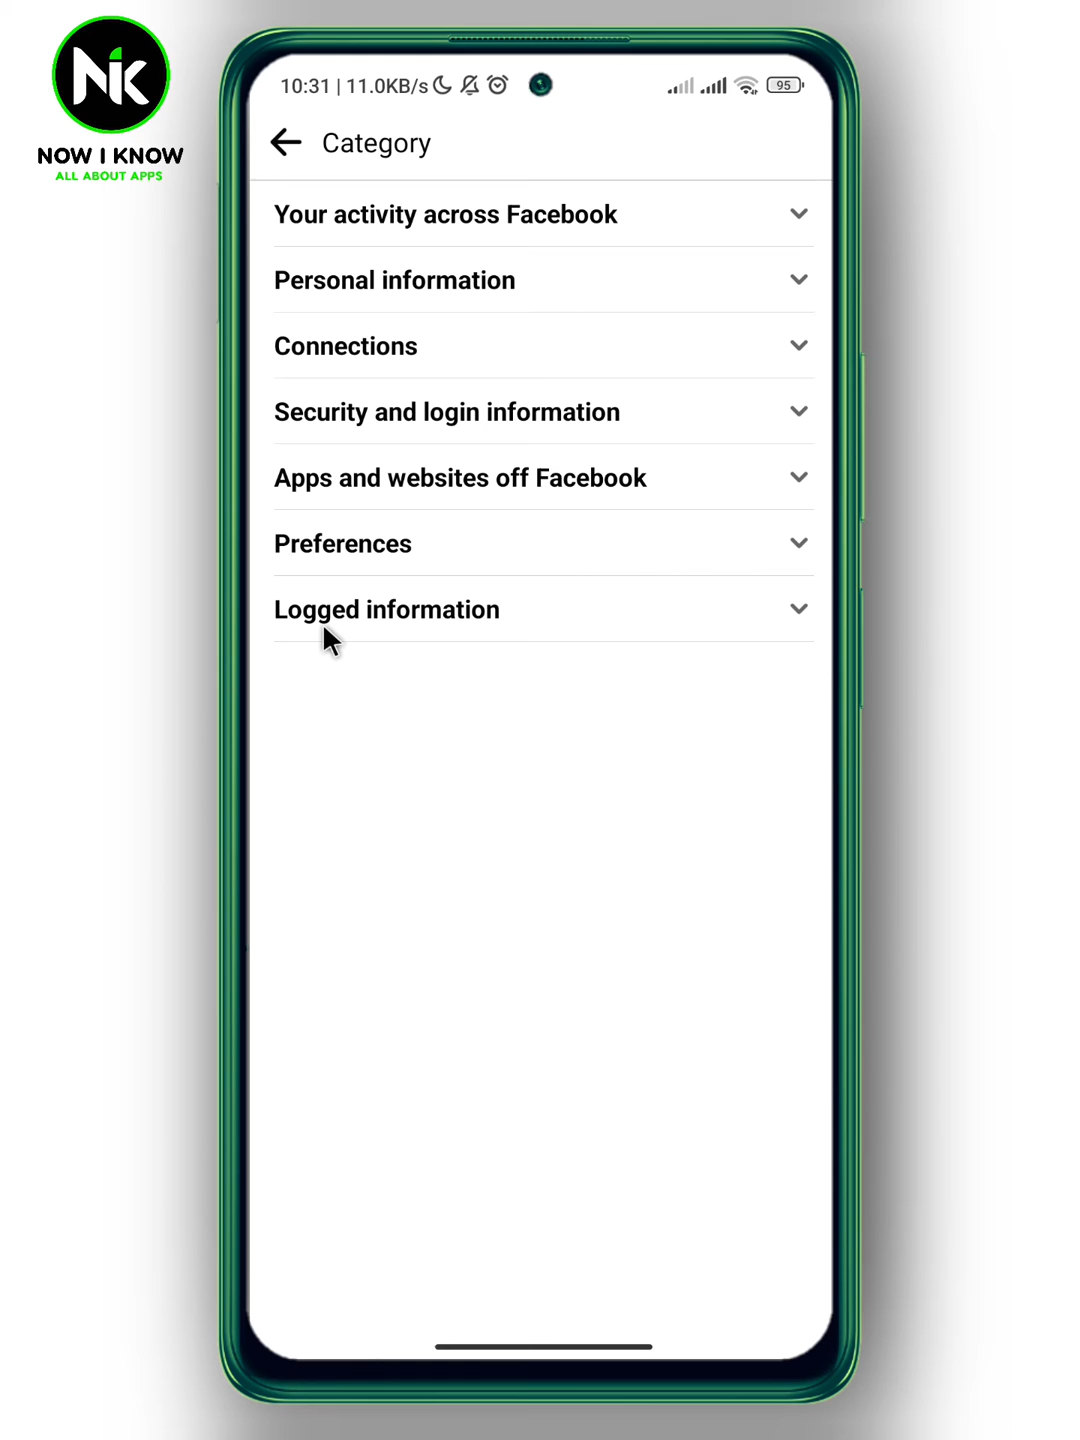 NIK
NOW I KNOW
ALL ABOUT APPS
10:31 | 11.0KB/s
95
Category
Your activity across Facebook
Personal information
Connections
Security and login information
Apps and websites off Facebook
Preferences
Logged information